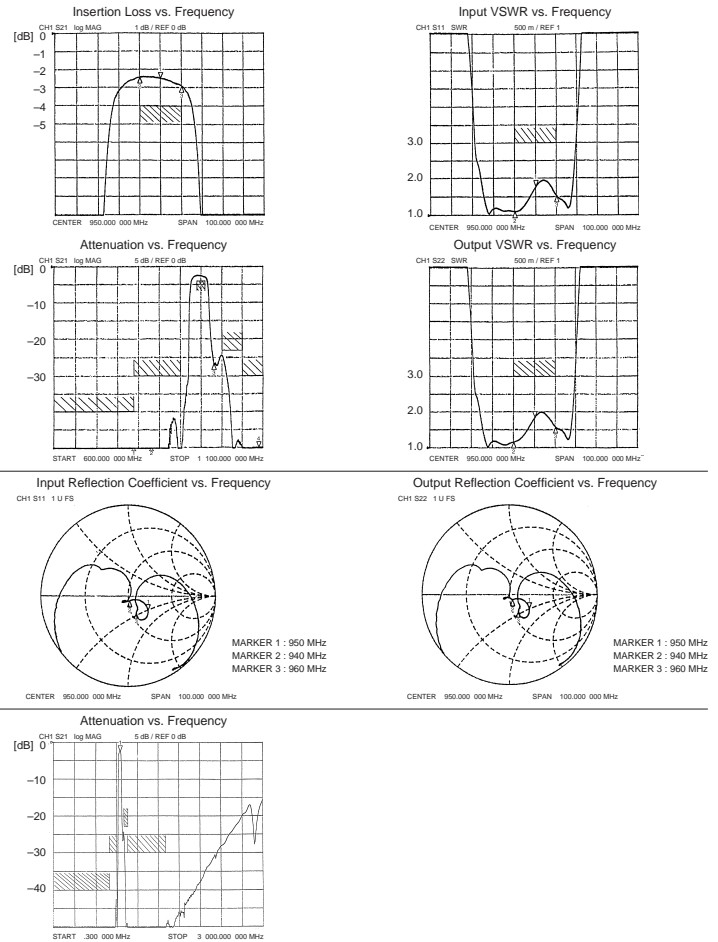 Insertion Loss vs. Frequency
CH1 S21 log MAG 1 dB / REF 0 dB
[dB] 0
–1
–2
–3
–4
–5
CENTER 950.000 000 MHz SPAN 100.000 000 MHz
Input VSWR vs. Frequency
CH1 S11 SWR 500 m / REF 1
3.0
2.0
1.0
CENTER 950.000 000 MHz SPAN 100.000 000 MHz
Attenuation vs. Frequency
CH1 S21 log MAG 5 dB / REF 0 dB
[dB] 0
–10
–20
–30
START 600.000 000 MHz STOP 1 100.000 000 MHz
Output VSWR vs. Frequency
CH1 S22 SWR 500 m / REF 1
3.0
2.0
1.0
CENTER 950.000 000 MHz SPAN 100.000 000 MHz
Input Reflection Coefficient vs. Frequency
CH1 S11 1 U FS
MARKER 1 : 950 MHz
MARKER 2 : 940 MHz
MARKER 3 : 960 MHz
CENTER 950.000 000 MHz SPAN 100.000 000 MHz
Output Reflection Coefficient vs. Frequency
CH1 S22 1 U FS
MARKER 1 : 950 MHz
MARKER 2 : 940 MHz
MARKER 3 : 960 MHz
CENTER 950.000 000 MHz SPAN 100.000 000 MHz
Attenuation vs. Frequency
CH1 S21 log MAG 5 dB / REF 0 dB
[dB] 0
–10
–20
–30
–40
START .300 000 MHz STOP 3 000.000 000 MHz